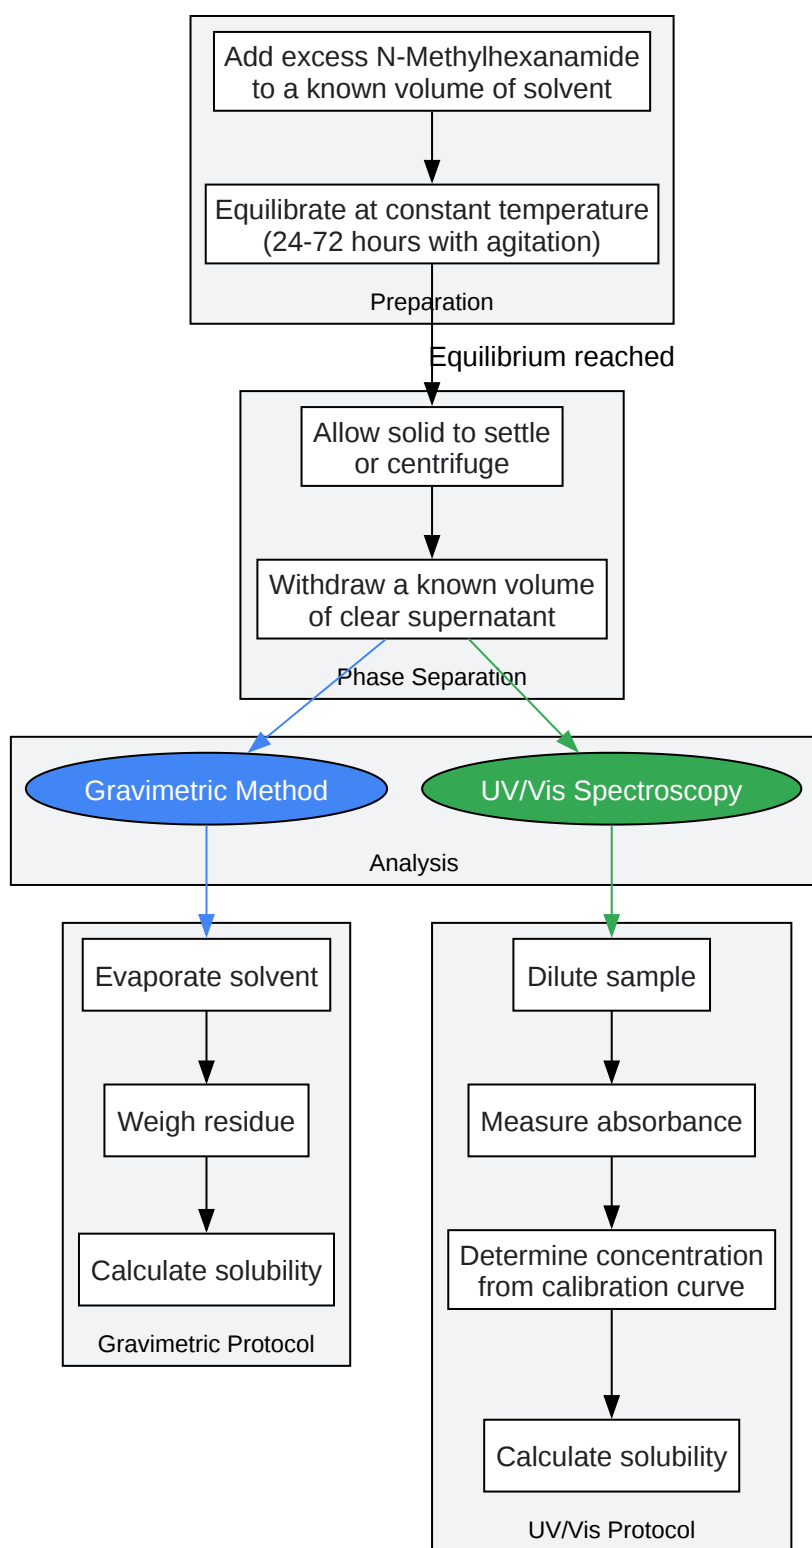 Add excess N-Methylhexanamide
to a known volume of solvent
Equilibrate at constant temperature
(24-72 hours with agitation)
Preparation
Equilibrium reached
Allow solid to settle
or centrifuge
Withdraw a known volume
of clear supernatant
Phase Separation
Gravimetric Method
UV/Vis Spectroscopy
Analysis
Evaporate solvent
Weigh residue
Calculate solubility
Gravimetric Protocol
Dilute sample
Measure absorbance
Determine concentration
from calibration curve
Calculate solubility
UV/Vis Protocol